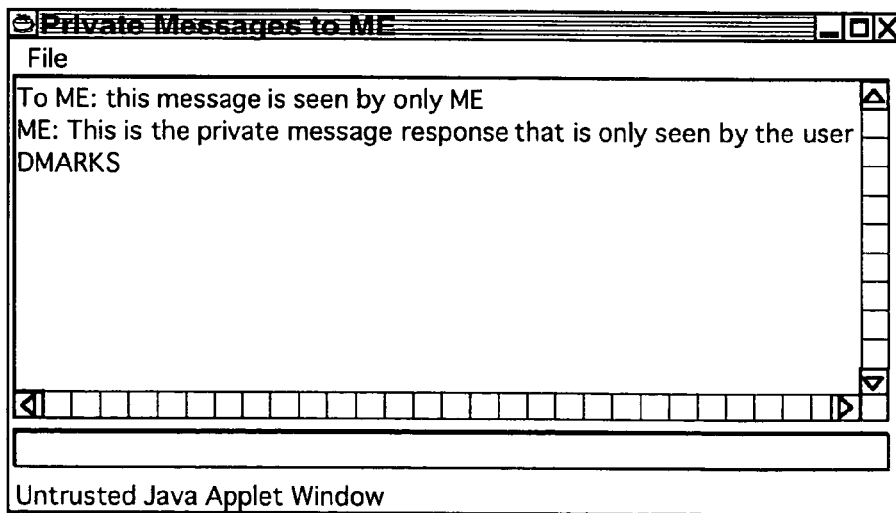 Private Messages to ME
File
To ME: this message is seen by only ME
ME: This is the private message response that is only seen by the user
DMARKS
Untrusted Java Applet Window